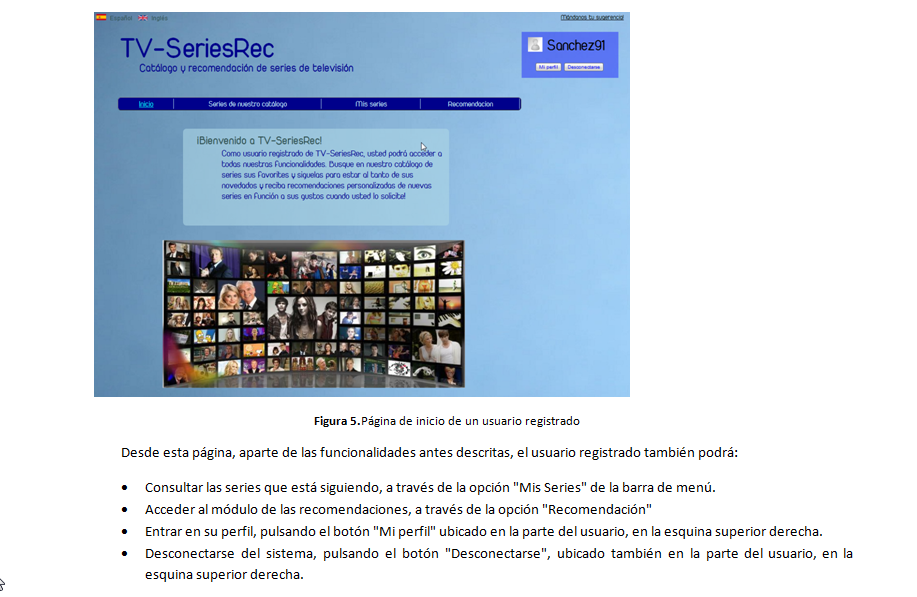 Español Inglés
Mándanos tu sugerencia!
TV-SeriesRec
Catálogo y recomendación de series de televisión
Sanchez91
Mi perfil Desconectarse
Inicio Series de nuestro catálogo Mis series Recomendacion
¡Bienvenido a TV-SeriesRec!
Como usuario registrado de TV-SeriesRec, usted podrá acceder a
todas nuestras funcionalidades. Busque en nuestro catálogo de
series sus favorites y siguelas para estar al tanto de sus
novedades y reciba recomendaciones personalizadas de nuevas
series en función a sus gustos cuando usted lo solicite!
Figura 5.Página de inicio de un usuario registrado
Desde esta página, aparte de las funcionalidades antes descritas, el usuario registrado también podrá:
• Consultar las series que está siguiendo, a través de la opción "Mis Series" de la barra de menú.
• Acceder al módulo de las recomendaciones, a través de la opción "Recomendación"
• Entrar en su perfil, pulsando el botón "Mi perfil" ubicado en la parte del usuario, en la esquina superior derecha.
• Desconectarse del sistema, pulsando el botón "Desconectarse", ubicado también en la parte del usuario, en la
esquina superior derecha.